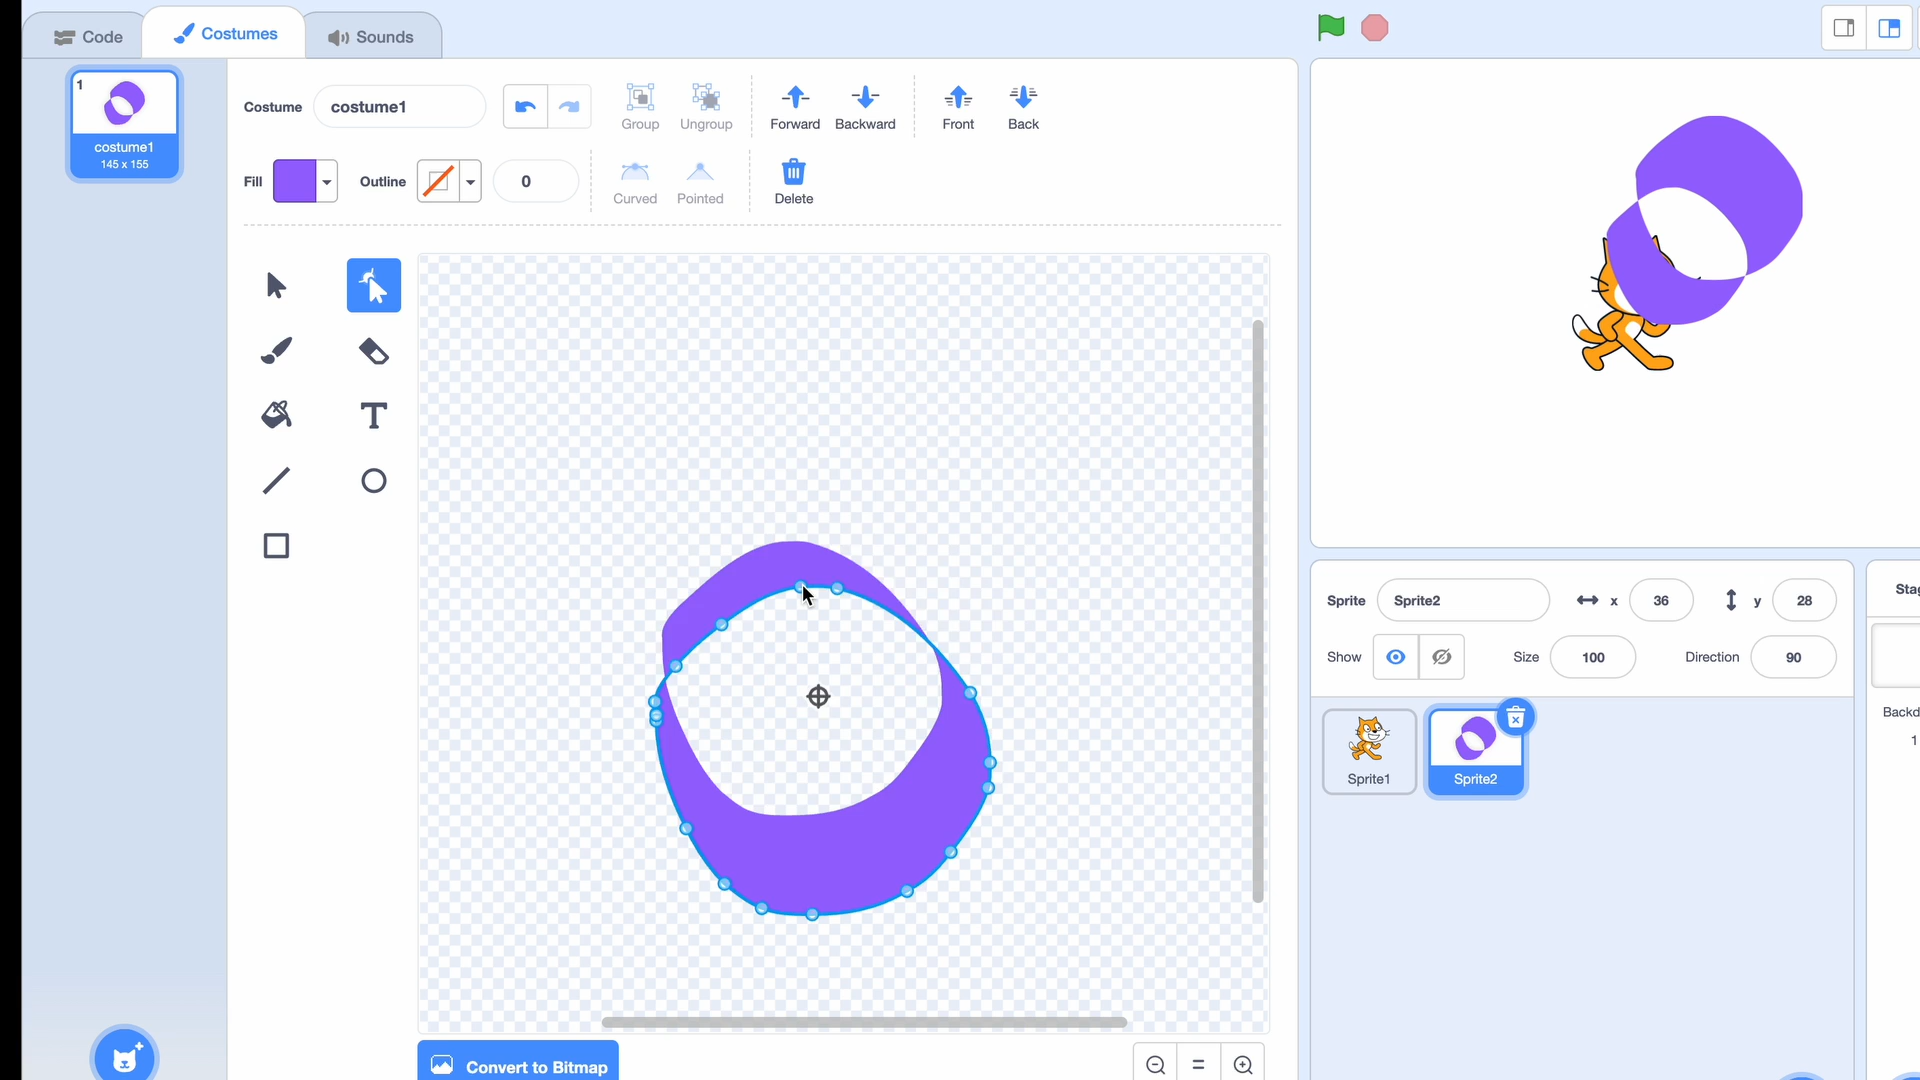 Code
Costumes
Sounds
1
costume1
145 x 155
Costume
costume1
Group
Ungroup
Forward
Backward
Front
Back
Fill
Outline
0
Curved
Pointed
Delete
T
Convert to Bitmap
Sprite
Sprite2
x
36
y
28
Show
Size
100
Direction
90
Sprite1
Sprite2
Stag
Backd
1